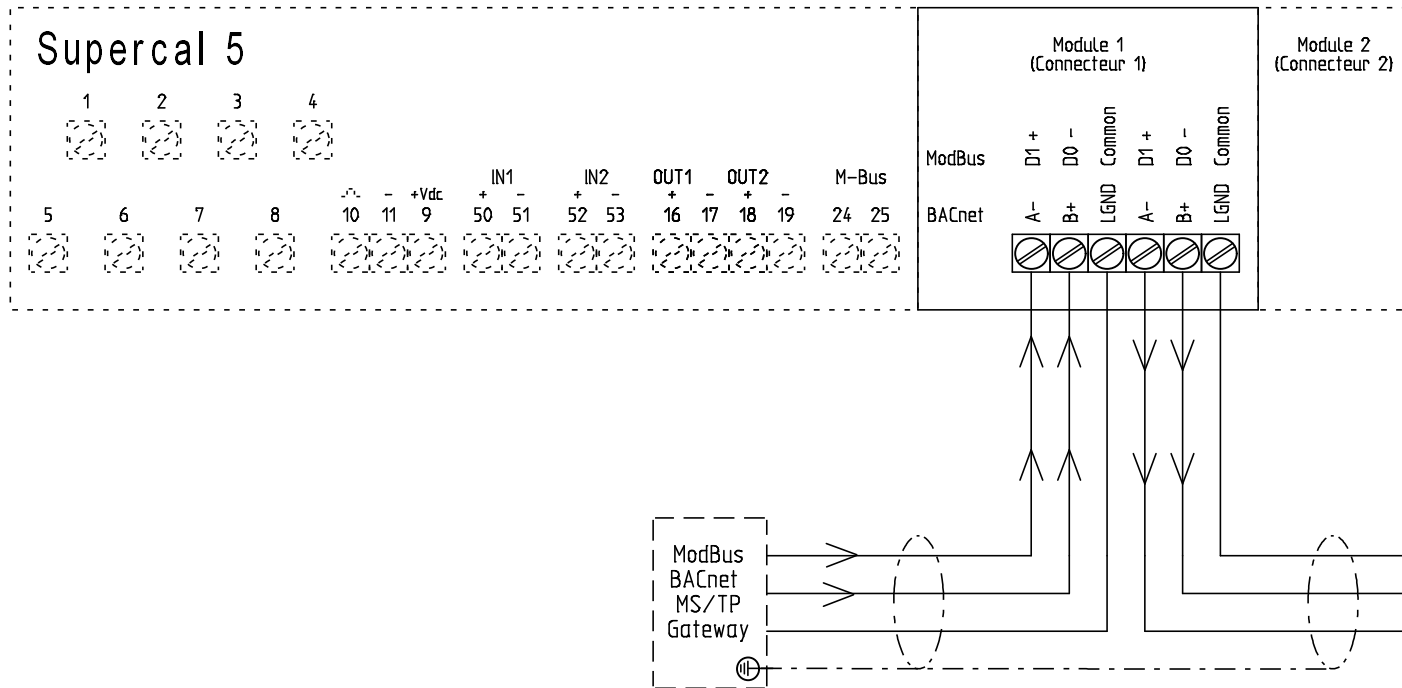 Supercal 5
1 2 3 4
IN1 IN2 OUT1 OUT2 M-Bus
- +Vdc + - + - + - + -
5 6 7 8 10 11 9 50 51 52 53 16 17 18 19 24 25
Module 1
(Connecteur 1)
ModBus D1 + D0 - Common D1 + D0 - Common
BACnet A- B+ LGND A- B+ LGND
Module 2
(Connecteur 2)
ModBus
BACnet
MS/TP
Gateway